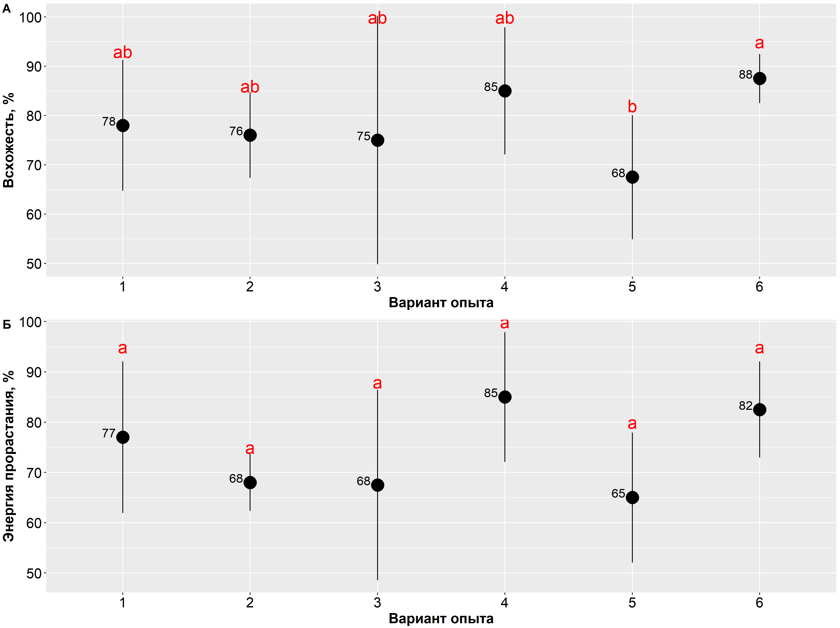 А
Всхожесть, %
100
90
80
70
60
50
ab
ab
ab
ab
b
a
78
76
75
85
68
88
1 2 3 4 5 6
Вариант опыта
Б
Энергия прорастания, %
100
90
80
70
60
50
a
a
a
a
a
a
77
68
68
85
65
82
1 2 3 4 5 6
Вариант опыта